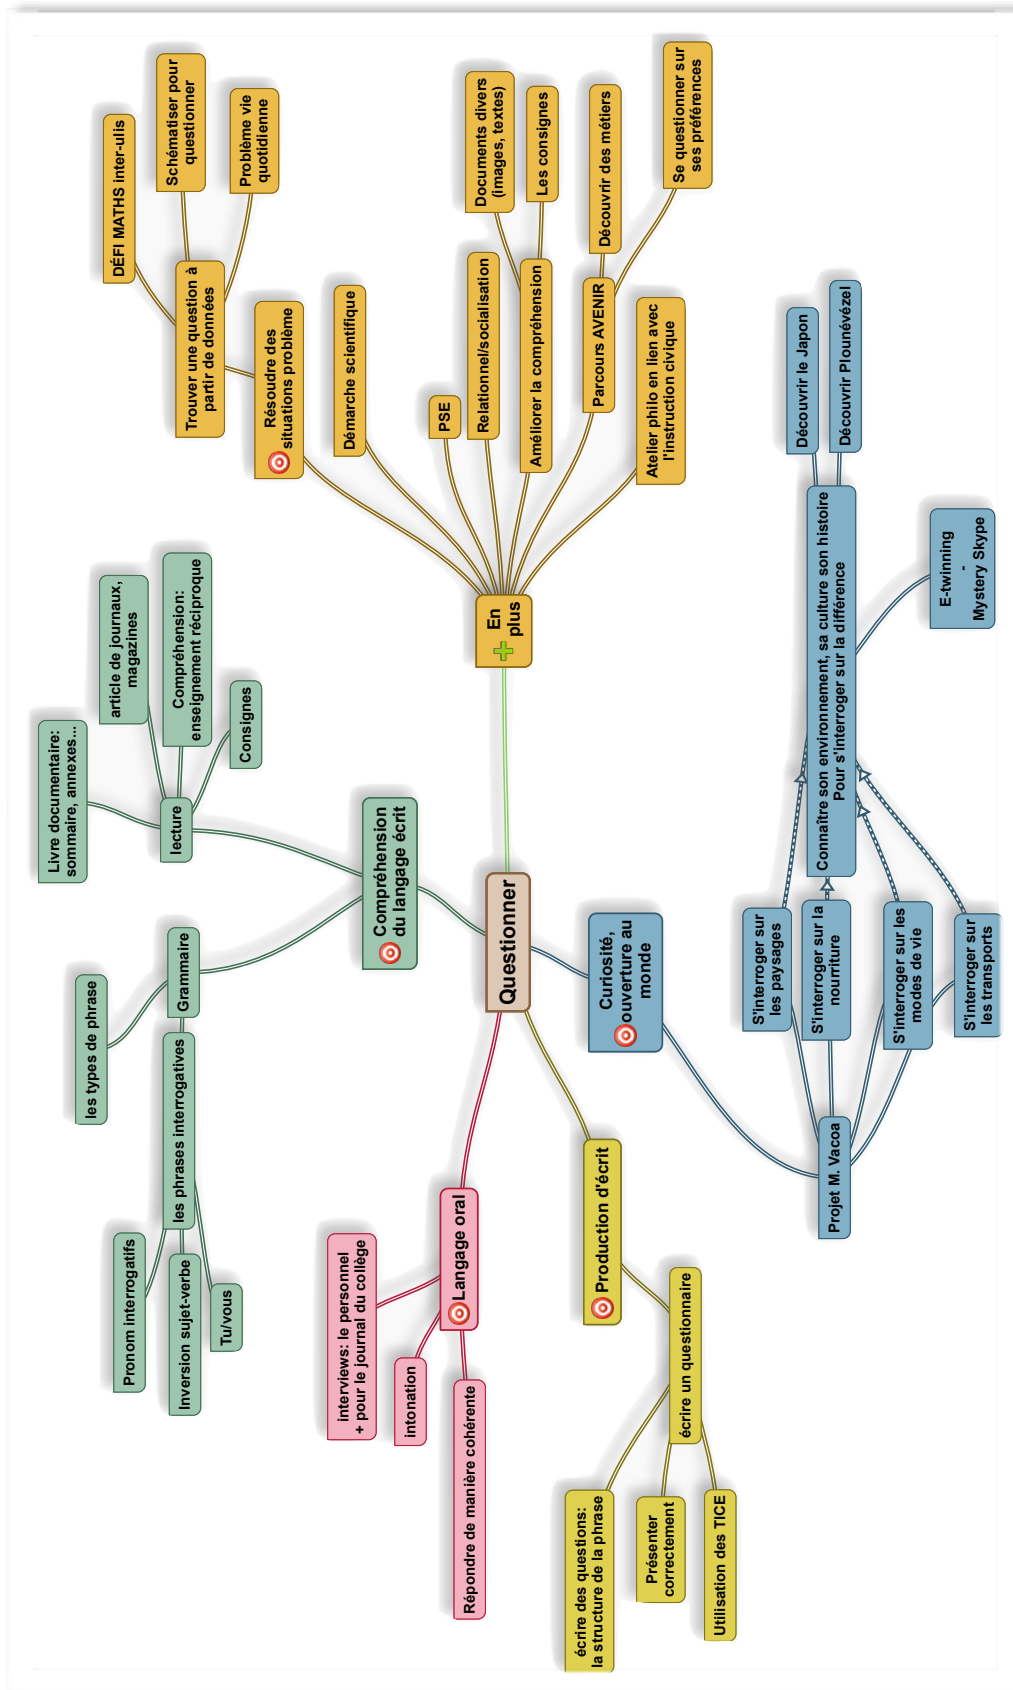 Questionner
Compréhension
du langage écrit
Grammaire
les types de phrase
les phrases interrogatives
Pronom interrogatifs
Inversion sujet-verbe
Tu/vous
lecture
Livre documentaire:
sommaire, annexes...
article de journaux,
magazines
Compréhension:
enseignement réciproque
Consignes
Langage oral
interviews: le personnel
+ pour le journal du collège
intonation
Répondre de manière cohérente
Production d'écrit
écrire un questionnaire
écrire des questions:
la structure de la phrase
Présenter
correctement
Utilisation des TICE
Curiosité,
ouverture au
monde
Projet M. Vacoa
S'interroger sur
les paysages
S'interroger sur la
nourriture
S'interroger sur les
modes de vie
S'interroger sur
les transports
Connaître son environnement, sa culture son histoire
Pour s'interroger sur la différence
Découvrir le Japon
Découvrir Plounévézel
E-twinning
-
Mystery Skype
En
plus
Résoudre des
situations problème
Trouver une question à
partir de données
DÉFI MATHS inter-ulis
Schématiser pour
questionner
Problème vie
quotidienne
Démarche scientifique
PSE
Relationnel/socialisation
Améliorer la compréhension
Documents divers
(images, textes)
Les consignes
Parcours AVENIR
Découvrir des métiers
Se questionner sur
ses préférences
Atelier philo en lien avec
l'instruction civique